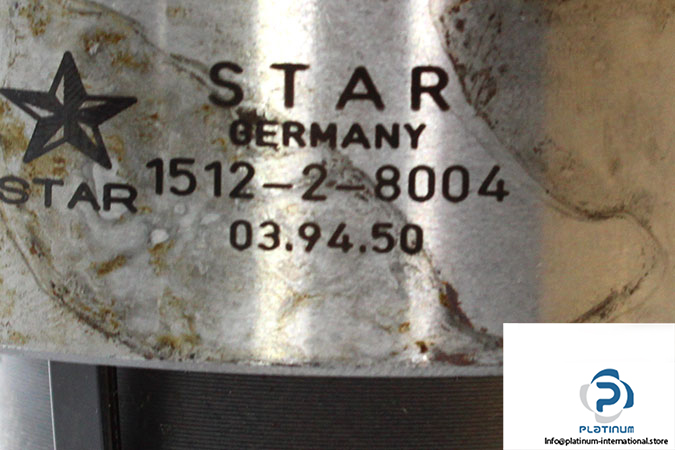 STAR
GERMANY
STAR 1512-2-8004
03.94.50
PLATINUM
Info@platinum-international.store